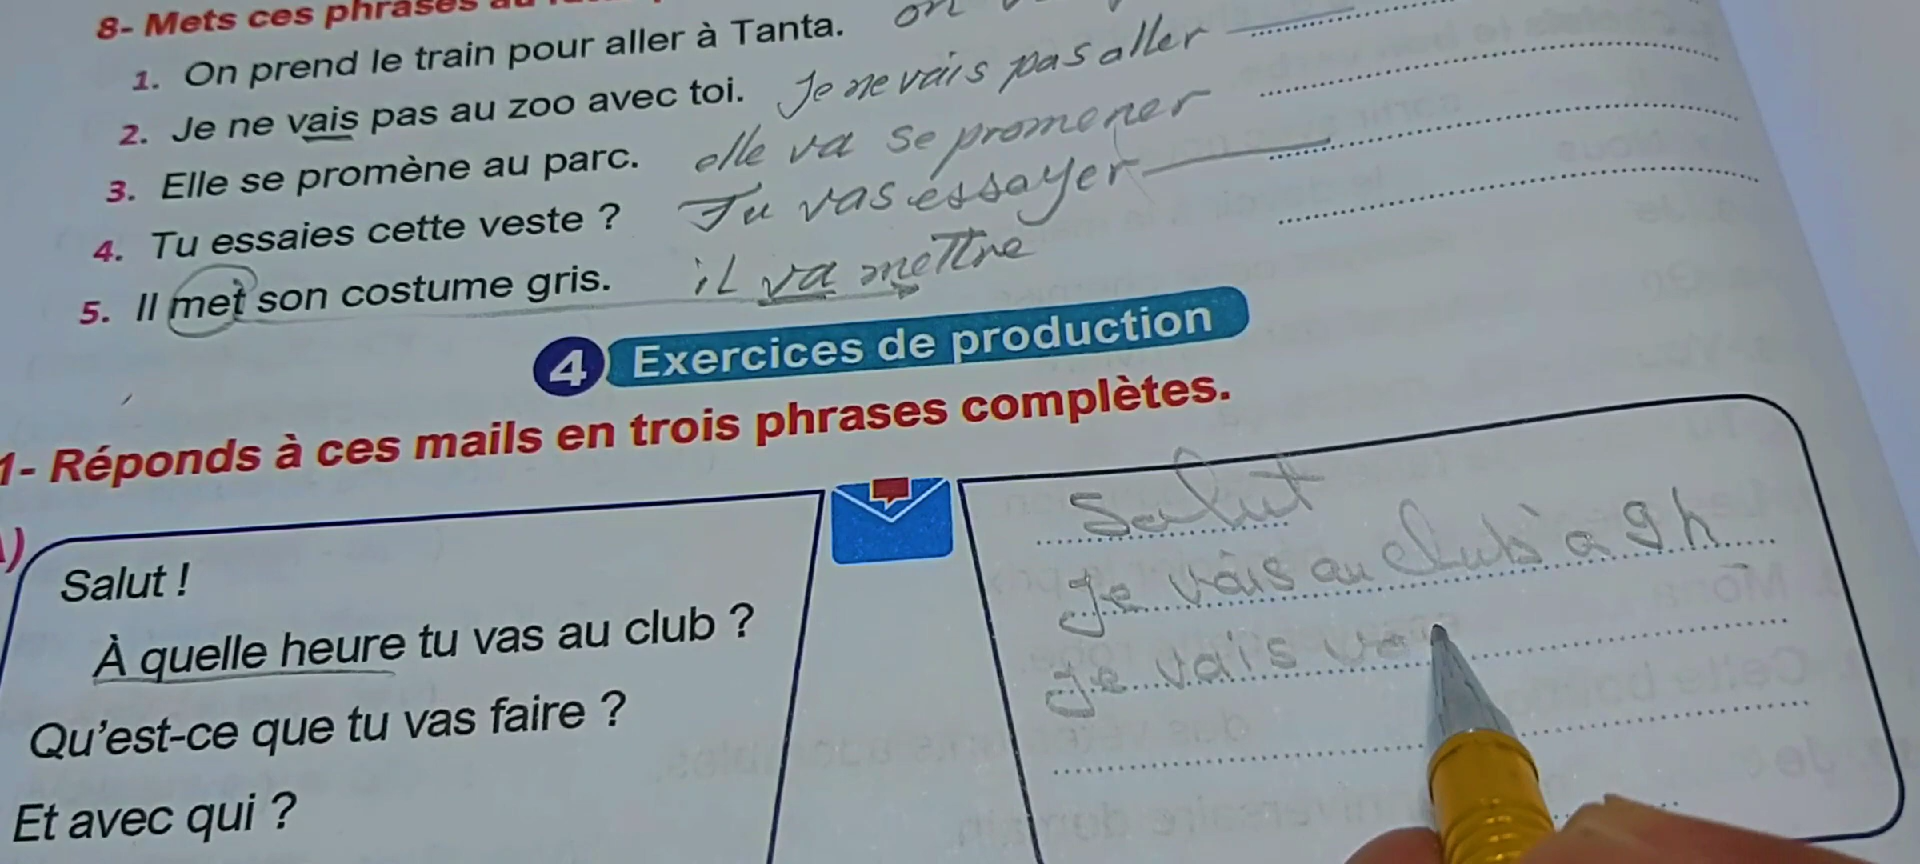 8- Mets ces phrases au
1. On prend le train pour aller à Tanta. on
2. Je ne vais pas au zoo avec toi. Je ne vais pas aller
3. Elle se promène au parc. elle va se promener
4. Tu essaies cette veste ? Tu vas essayer
5. Il met son costume gris. il va mettre
4 Exercices de production
1- Réponds à ces mails en trois phrases complètes.
Salut !
À quelle heure tu vas au club ?
Qu'est-ce que tu vas faire ?
Et avec qui ?
Salut
Je vais au club à 9h
Je vais